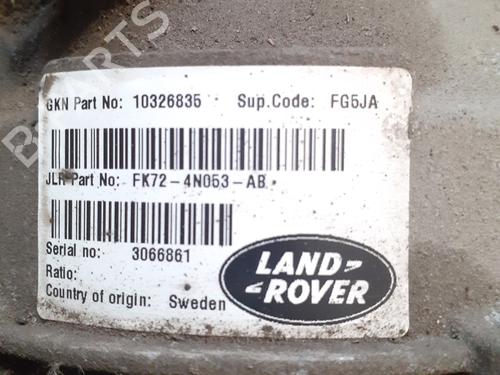 GKN Part No: 10326835 Sup.Code: FG5JA
JLR Part No: FK72-4N053-AB
Serial no: 3066861
Ratio:
Country of origin: Sweden
LAND
ROVER